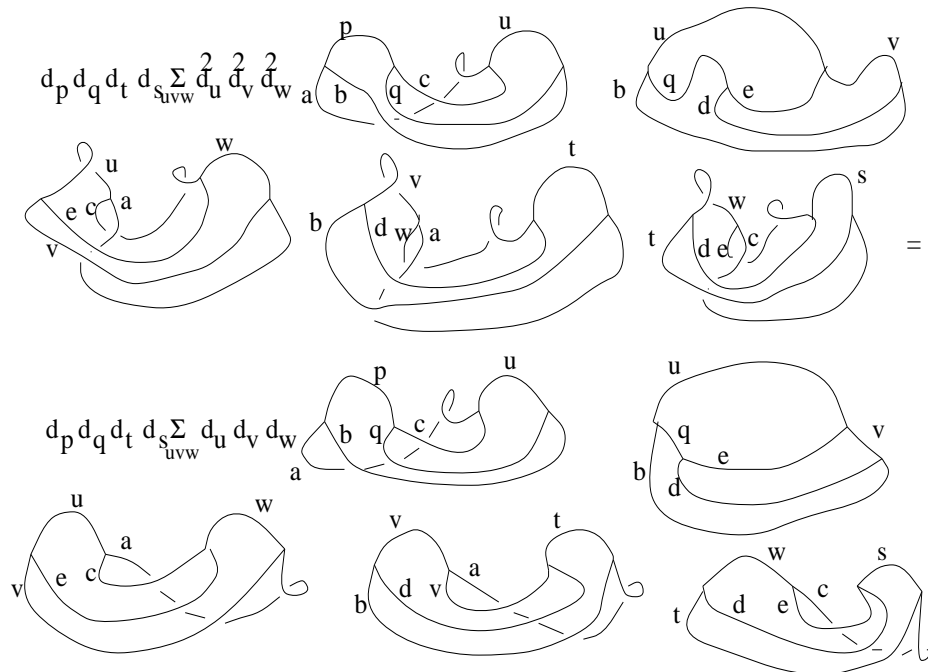 p u
d_p d_q d_t d_s Σ_uvw d_u^2 d_v^2 d_w^2 a b q c
u v b q d e
u w e c a v
t v b d w a
s w t d e c =
p u
d_p d_q d_t d_s Σ_uvw d_u d_v d_w b q c a
u v q e b d
u w a v e c
v t a b d v
w s c t d e